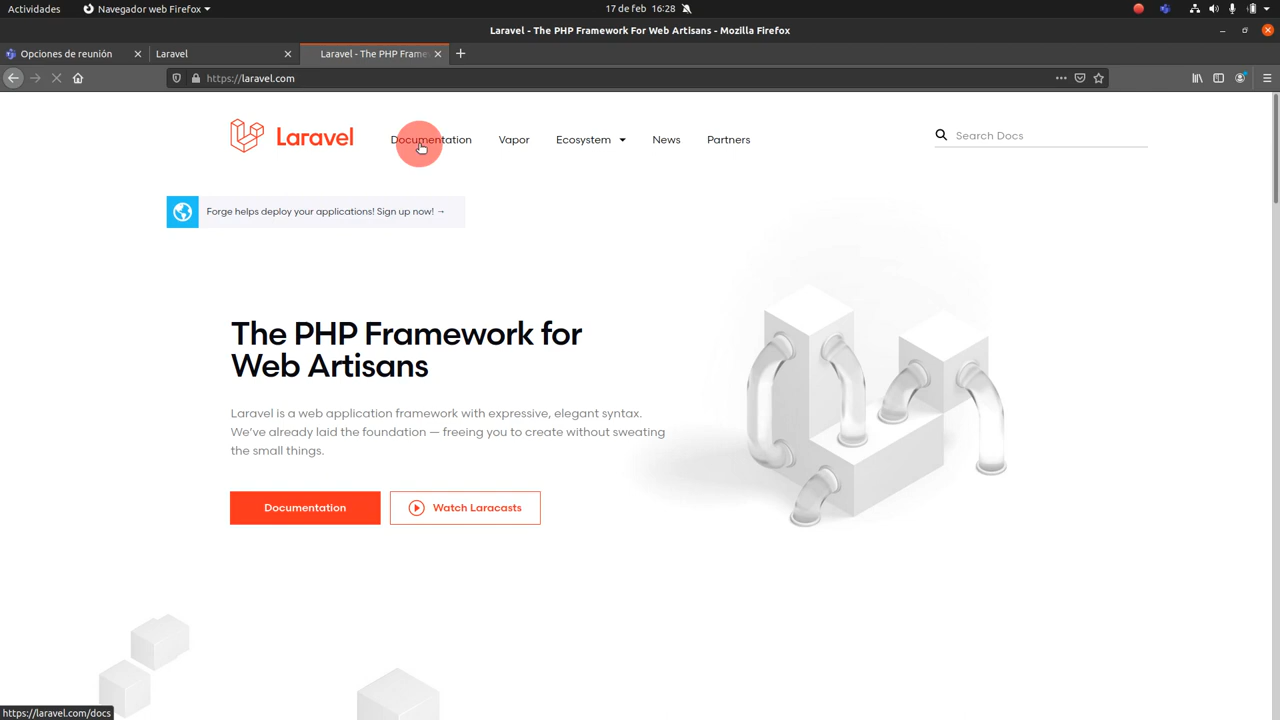 Actividades
Navegador web Firefox
17 de feb 16:28
Laravel - The PHP Framework For Web Artisans - Mozilla Firefox
Opciones de reunión
Laravel
Laravel - The PHP Frame
https://laravel.com
Laravel
Documentation
Vapor
Ecosystem
News
Partners
Search Docs
Forge helps deploy your applications! Sign up now! →
The PHP Framework for
Web Artisans
Laravel is a web application framework with expressive, elegant syntax.
We've already laid the foundation — freeing you to create without sweating
the small things.
Documentation
Watch Laracasts
https://laravel.com/docs